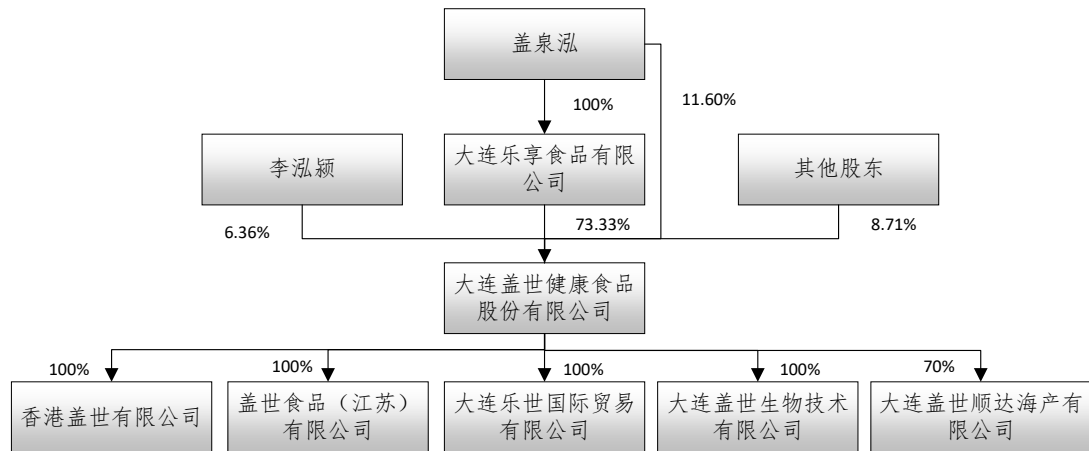 盖泉泓
100%
11.60%
李泓颍
大连乐享食品有限
公司
其他股东
6.36%
73.33%
8.71%
大连盖世健康食品
股份有限公司
100%
100%
100%
100%
70%
香港盖世有限公司
盖世食品（江苏）
有限公司
大连乐世国际贸易
有限公司
大连盖世生物技术
有限公司
大连盖世顺达海产有
限公司